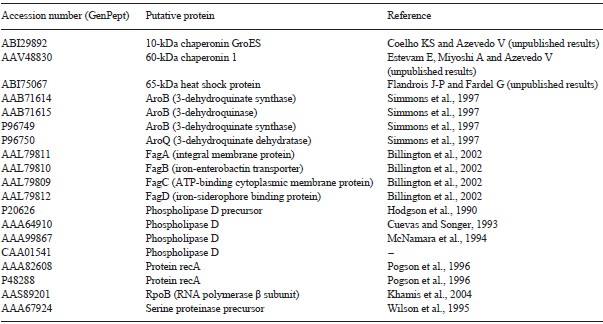 Accession number (GenPept) Putative protein Reference
ABI29892 10-kDa chaperonin GroES Coelho KS and Azevedo V (unpublished results)
AAV48830 60-kDa chaperonin 1 Estevam E, Miyoshi A and Azevedo V
(unpublished results)
ABI75067 65-kDa heat shock protein Flandrois J-P and Fardel G (unpublished results)
AAB71614 AroB (3-dehydroquinate synthase) Simmons et al., 1997
AAB71615 AroB (3-dehydroquinase) Simmons et al., 1997
P96749 AroB (3-dehydroquinate synthase) Simmons et al., 1997
P96750 AroQ (3-dehydroquinate dehydratase) Simmons et al., 1997
AAL79811 FagA (integral membrane protein) Billington et al., 2002
AAL79810 FagB (iron-enterobactin transporter) Billington et al., 2002
AAL79809 FagC (ATP-binding cytoplasmic membrane protein) Billington et al., 2002
AAL79812 FagD (iron-siderophore binding protein) Billington et al., 2002
P20626 Phospholipase D precursor Hodgson et al., 1990
AAA64910 Phospholipase D Cuevas and Songer, 1993
AAA99867 Phospholipase D McNamara et al., 1994
CAA01541 Phospholipase D –
AAA82608 Protein recA Pogson et al., 1996
P48288 Protein recA Pogson et al., 1996
AAS89201 RpoB (RNA polymerase β subunit) Khamis et al., 2004
AAA67924 Serine proteinase precursor Wilson et al., 1995